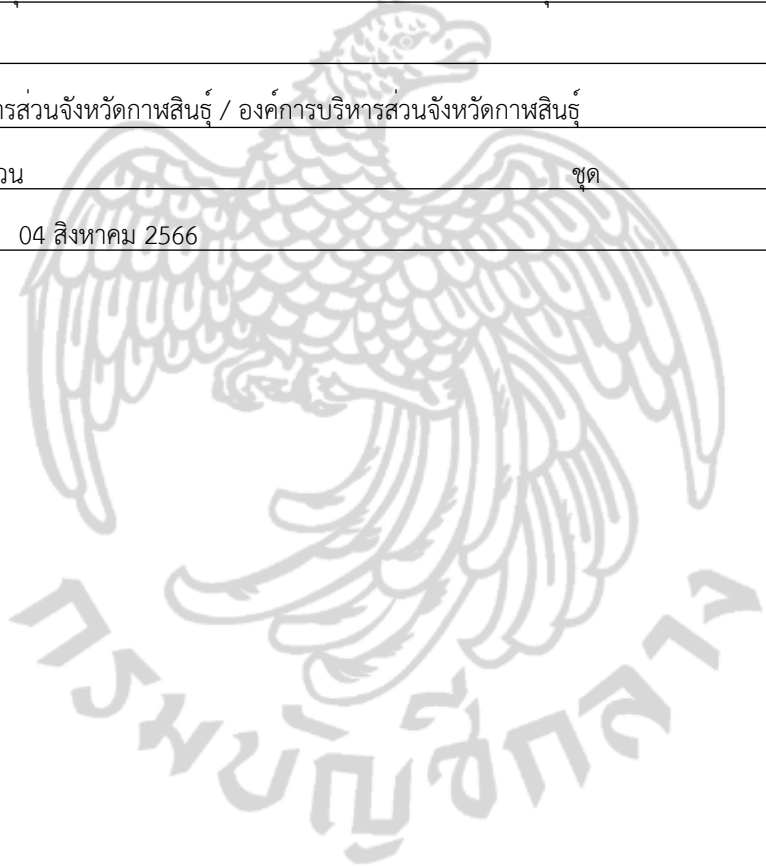 รส่วนจังหวัดกาฬสินธุ์ / องค์การบริหารส่วนจังหวัดกาฬสินธุ์
วน ชุด
04 สิงหาคม 2566
กรมบัญชีกลาง